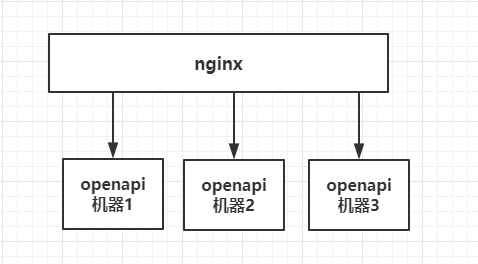 nginx
openapi
机器1
openapi
机器2
openapi
机器3